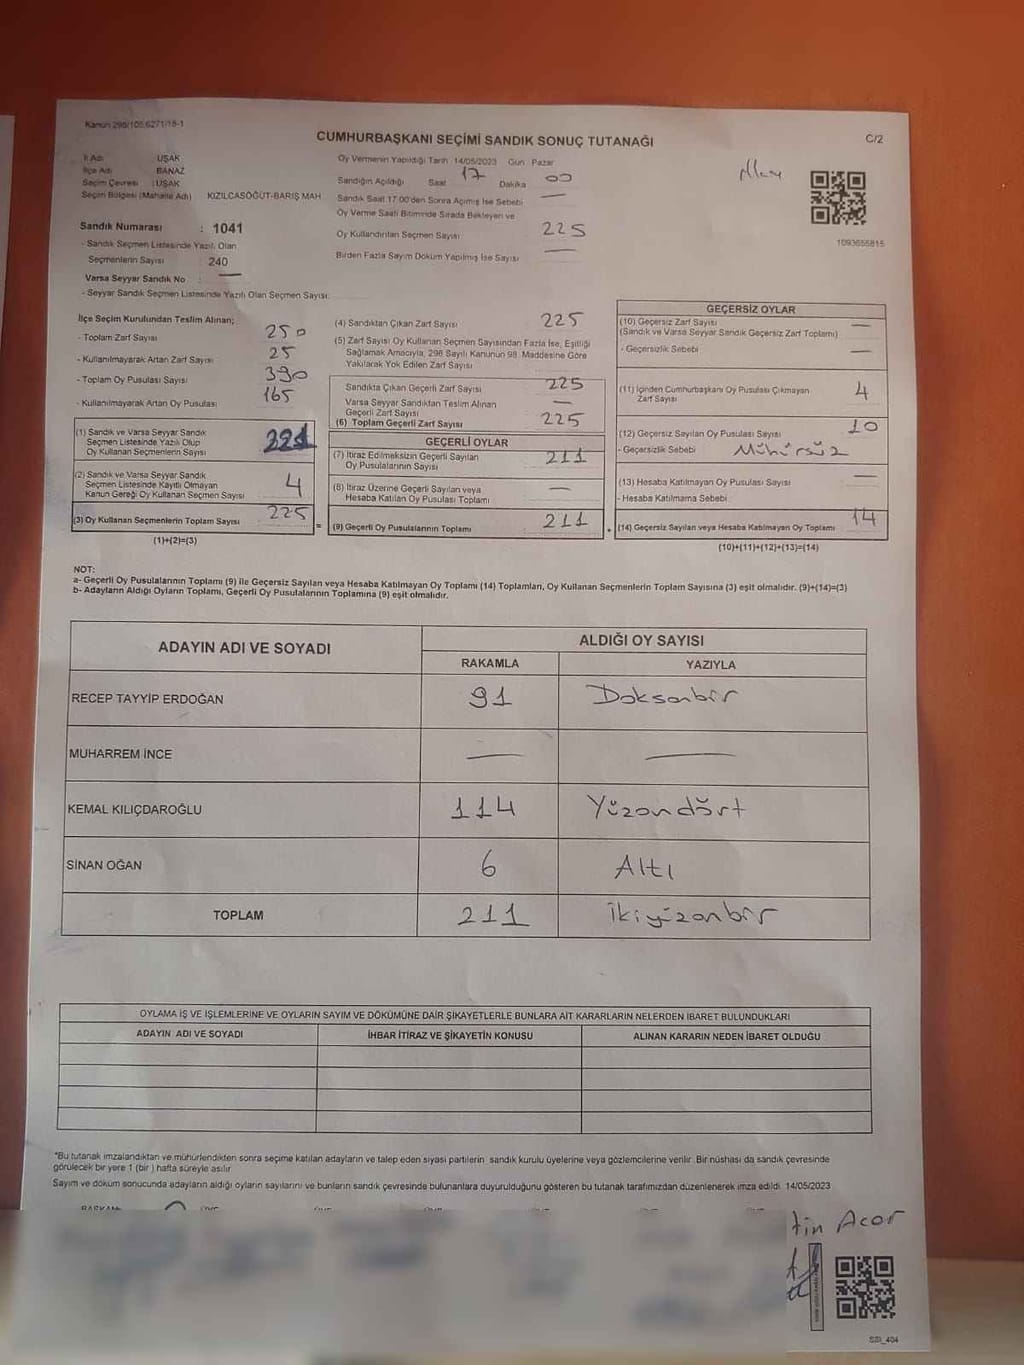 Kanun 298/105,6271/18-1
CUMHURBAŞKANI SEÇİMİ SANDIK SONUÇ TUTANAĞI
C/2
İl Adı UŞAK
İlçe Adı BANAZ
Seçim Çevresi : UŞAK
Seçim Bölgesi (Mahalle Adı) KIZILCASÖĞÜT-BARIŞ MAH
Sandık Numarası : 1041
- Sandık Seçmen Listesinde Yazılı Olan
Seçmenlerin Sayısı 240
Varsa Seyyar Sandık No —
- Seyyar Sandık Seçmen Listesinde Yazılı Olan Seçmen Sayısı:
Oy Vermenin Yapıldığı Tarih 14/05/2023 Gün Pazar
Sandığın Açıldığı Saat 17 Dakika 00
Sandık Saat 17.00'den Sonra Açılmış İse Sebebi —
Oy Verme Saati Bitiminde Sırada Bekleyen ve
Oy Kullandırılan Seçmen Sayısı 225
Birden Fazla Sayım Döküm Yapılmış İse Sayısı —
1093655815
İlçe Seçim Kurulundan Teslim Alınan;
- Toplam Zarf Sayısı 250
- Kullanılmayarak Artan Zarf Sayısı 25
- Toplam Oy Pusulası Sayısı 390
- Kullanılmayarak Artan Oy Pusulası 165
(1) Sandık ve Varsa Seyyar Sandık
Seçmen Listesinde Yazılı Olup
Oy Kullanan Seçmenlerin Sayısı 221
(2) Sandık ve Varsa Seyyar Sandık
Seçmen Listesinde Kayıtlı Olmayan
Kanun Gereği Oy Kullanan Seçmen Sayısı 4
(3) Oy Kullanan Seçmenlerin Toplam Sayısı 225
(1)+(2)=(3)
(4) Sandıktan Çıkan Zarf Sayısı 225
(5) Zarf Sayısı Oy Kullanan Seçmen Sayısından Fazla İse, Eşitliği
Sağlamak Amacıyla, 298 Sayılı Kanunun 98. Maddesine Göre
Yakılarak Yok Edilen Zarf Sayısı
Sandıkta Çıkan Geçerli Zarf Sayısı 225
Varsa Seyyar Sandıktan Teslim Alınan
Geçerli Zarf Sayısı —
(6) Toplam Geçerli Zarf Sayısı 225
GEÇERLİ OYLAR
(7) İtiraz Edilmeksizin Geçerli Sayılan
Oy Pusulalarının Sayısı 211
(8) İtiraz Üzerine Geçerli Sayılan veya
Hesaba Katılan Oy Pusulası Toplamı —
=
(9) Geçerli Oy Pusulalarının Toplamı 211
GEÇERSİZ OYLAR
(10) Geçersiz Zarf Sayısı —
(Sandık ve Varsa Seyyar Sandık Geçersiz Zarf Toplamı)
- Geçersizlik Sebebi —
(11) İçinden Cumhurbaşkanı Oy Pusulası Çıkmayan
Zarf Sayısı 4
(12) Geçersiz Sayılan Oy Pusulası Sayısı 10
- Geçersizlik Sebebi Mühürsüz
(13) Hesaba Katılmayan Oy Pusulası Sayısı —
- Hesaba Katılmama Sebebi
(14) Geçersiz Sayılan veya Hesaba Katılmayan Oy Toplamı 14
(10)+(11)+(12)+(13)=(14)
NOT:
a- Geçerli Oy Pusulalarının Toplamı (9) ile Geçersiz Sayılan veya Hesaba Katılmayan Oy Toplamı (14) Toplamları, Oy Kullanan Seçmenlerin Toplam Sayısına (3) eşit olmalıdır. (9)+(14)=(3)
b- Adayların Aldığı Oyların Toplamı, Geçerli Oy Pusulalarının Toplamına (9) eşit olmalıdır.
ADAYIN ADI VE SOYADI
ALDIĞI OY SAYISI
RAKAMLA YAZIYLA
RECEP TAYYİP ERDOĞAN 91 Doksanbir
MUHARREM İNCE — —
KEMAL KILIÇDAROĞLU 114 Yüzondört
SİNAN OĞAN 6 Altı
TOPLAM 211 İkiyüzonbir
OYLAMA İŞ VE İŞLEMLERİNE VE OYLARIN SAYIM VE DÖKÜMÜNE DAİR ŞİKAYETLERLE BUNLARA AİT KARARLARIN NELERDEN İBARET BULUNDUKLARI
ADAYIN ADI VE SOYADI İHBAR İTİRAZ VE ŞİKAYETİN KONUSU ALINAN KARARIN NEDEN İBARET OLDUĞU
*Bu tutanak imzalandıktan ve mühürlendikten sonra seçime katılan adayların ve talep eden siyasi partilerin sandık kurulu üyelerine veya gözlemcilerine verilir. Bir nüshası da sandık çevresinde
görülecek bir yere 1 (bir) hafta süreyle asılır.
Sayım ve döküm sonucunda adayların aldığı oyların sayılarını ve bunların sandık çevresinde bulunanlara duyurulduğunu gösteren bu tutanak tarafımızdan düzenlenerek imza edildi. 14/05/2023
tin Acar
SSI_404